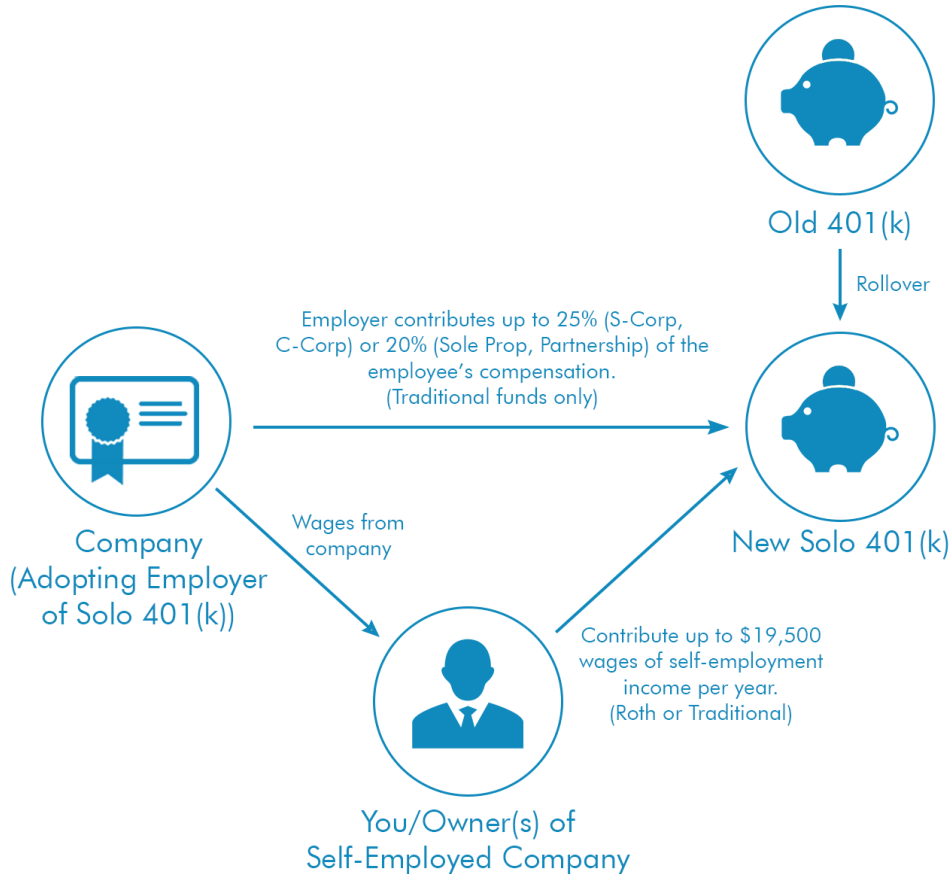 Old 401(k)
Rollover
Employer contributes up to 25% (S-Corp,
C-Corp) or 20% (Sole Prop, Partnership) of the
employee’s compensation.
(Traditional funds only)
Company
(Adopting Employer
of Solo 401(k))
Wages from
company
New Solo 401(k)
Contribute up to $19,500
wages of self-employment
income per year.
(Roth or Traditional)
You/Owner(s) of
Self-Employed Company